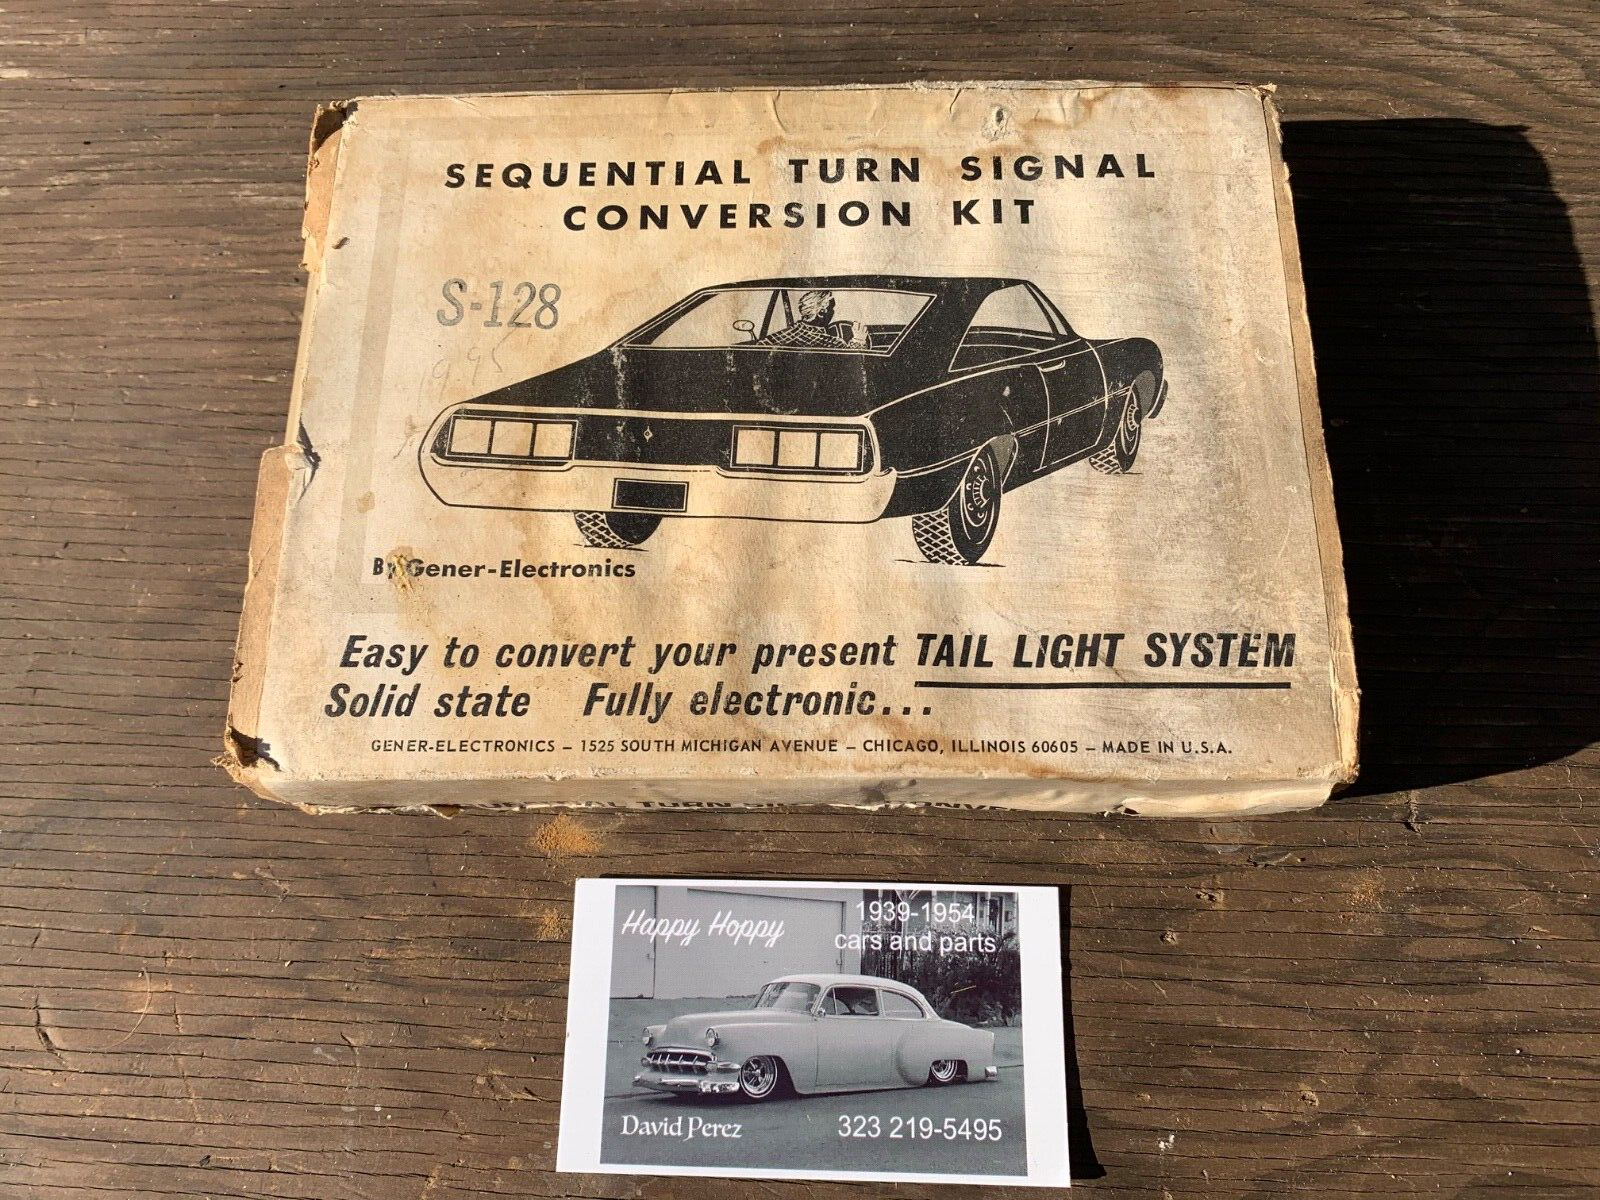 SEQUENTIAL TURN SIGNAL
CONVERSION KIT
S-128
19.95
By Gener-Electronics
Easy to convert your present TAIL LIGHT SYSTEM
Solid state Fully electronic...
GENER-ELECTRONICS – 1525 SOUTH MICHIGAN AVENUE – CHICAGO, ILLINOIS 60605 – MADE IN U.S.A.
TURN
Happy Hoppy
1939-1954
cars and parts
David Perez
323 219-5495